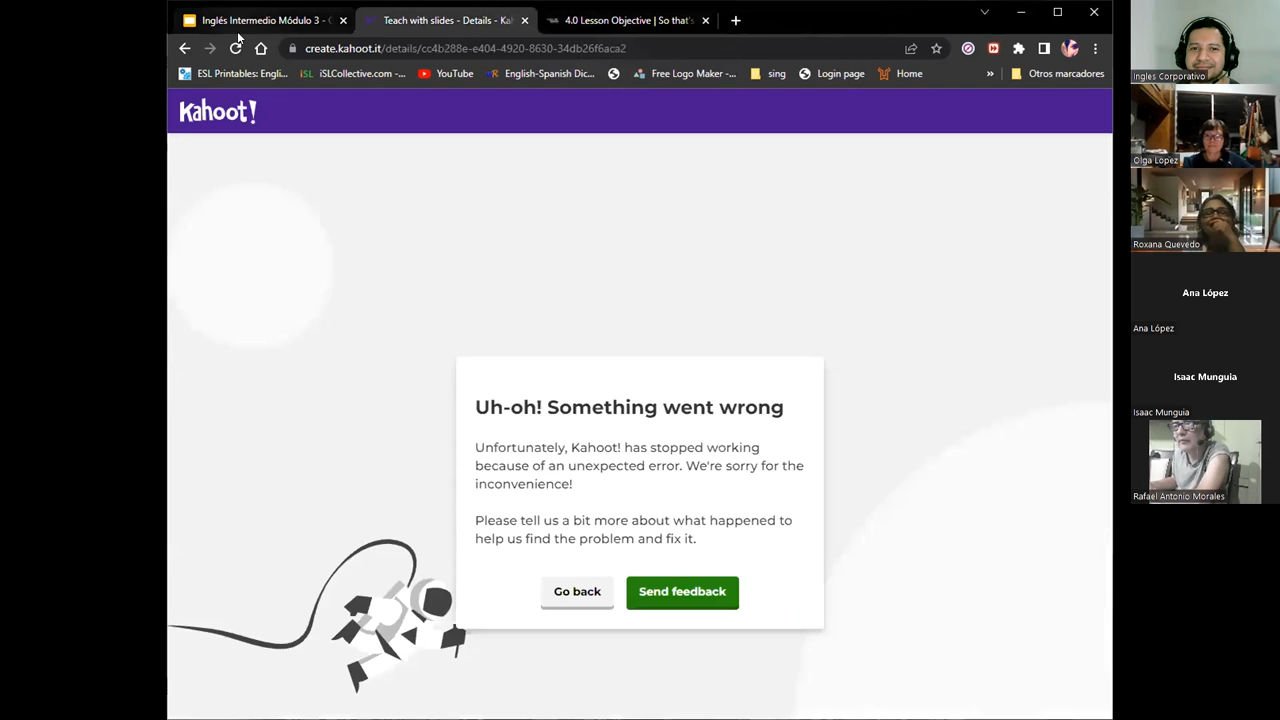 Inglés Intermedio Módulo 3 -
Teach with slides - Details - Kah
4.0 Lesson Objective | So that's
create.kahoot.it/details/cc4b288e-e404-4920-8630-34db26f6aca2
ESL Printables: Engli...
iSL
iSLCollective.com -...
YouTube
English-Spanish Dic...
Free Logo Maker -...
sing
Login page
Home
»
Otros marcadores
Kahoot!
Uh-oh! Something went wrong
Unfortunately, Kahoot! has stopped working
because of an unexpected error. We're sorry for the
inconvenience!
Please tell us a bit more about what happened to
help us find the problem and fix it.
Go back
Send feedback
Ingles Corporativo
Olga Lopez
Roxana Quevedo
Ana López
Ana López
Isaac Munguia
Isaac Munguia
Rafael Antonio Morales